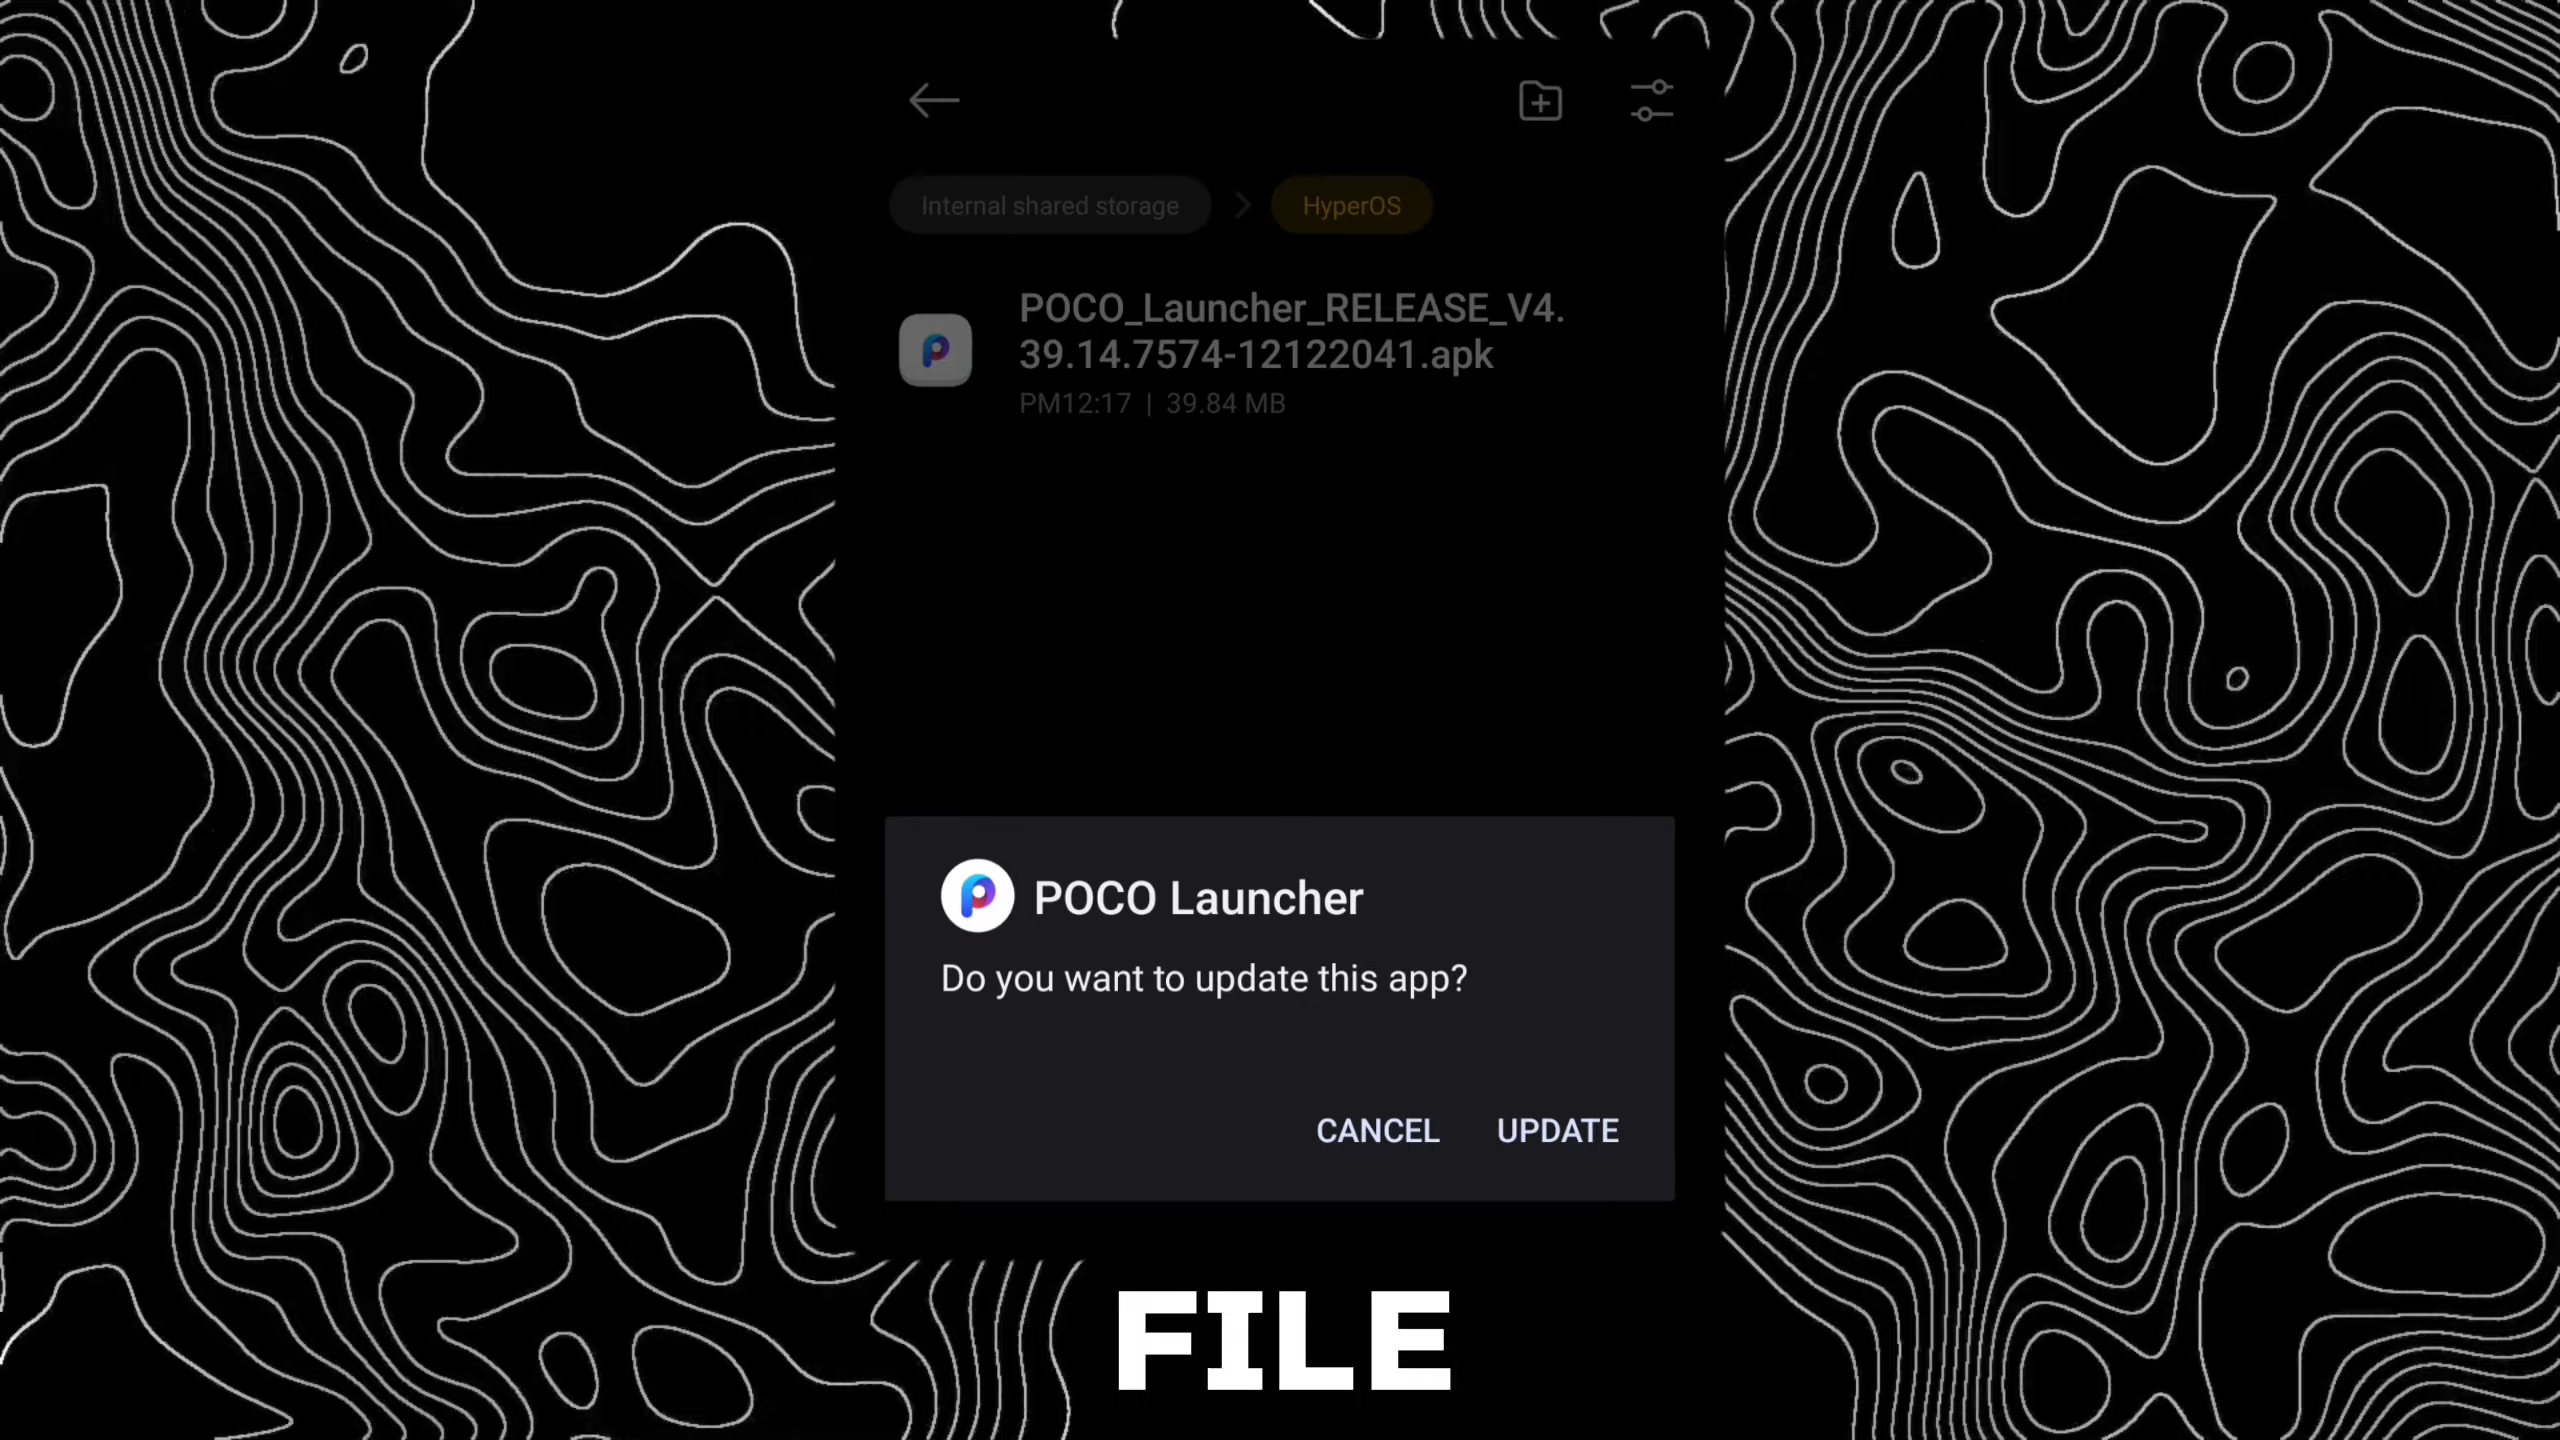 Internal shared storage
HyperOS
POCO_Launcher_RELEASE_V4.
39.14.7574-12122041.apk
PM12:17 | 39.84 MB
POCO Launcher
Do you want to update this app?
CANCEL UPDATE
FILE